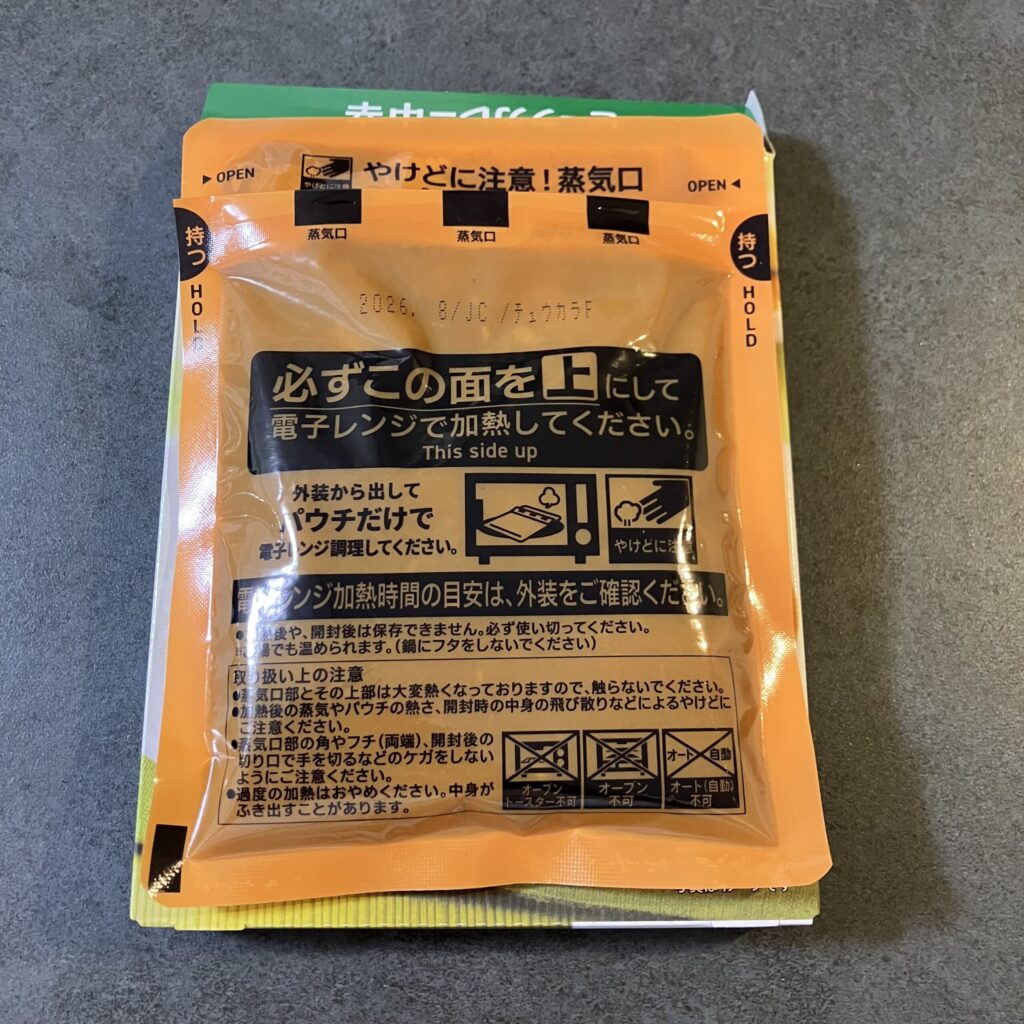 ▶OPEN
やけどに注意！蒸気口
OPEN◀
蒸気口
蒸気口
蒸気口
持つ
HOLD
持つ
HOLD
2026. 8/JC /チュウカラF
必ずこの面を上にして
電子レンジで加熱してください。
This side up
外装から出して
パウチだけで
電子レンジ調理してください。
やけどに注意
電子レンジ加熱時間の目安は、外装をご確認ください。
後や、開封後は保存できません。必ず使い切ってください。
でも温められます。（鍋にフタをしないでください）
取り扱い上の注意
●蒸気口部とその上部は大変熱くなっておりますので、触らないでください。
●加熱後の蒸気やパウチの熱さ、開封時の中身の飛び散りなどによるやけどに
ご注意ください。
●蒸気口部の角やフチ（両端）、開封後の
切り口で手を切るなどのケガをしない
ようにご注意ください。
●過度の加熱はおやめください。中身が
ふき出すことがあります。
オーブン
トースター不可
オーブン
不可
オート 自動
オート（自動）
不可